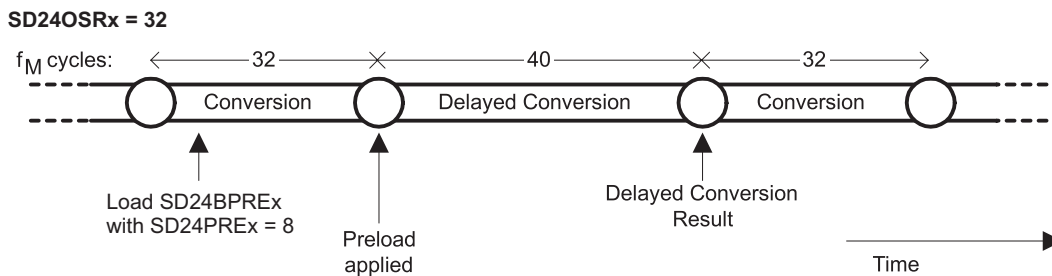 SD24OSRx = 32
fM cycles: 32 40 32
Conversion Delayed Conversion Conversion
Load SD24BPREx
with SD24PREx = 8
Preload
applied
Delayed Conversion
Result
Time